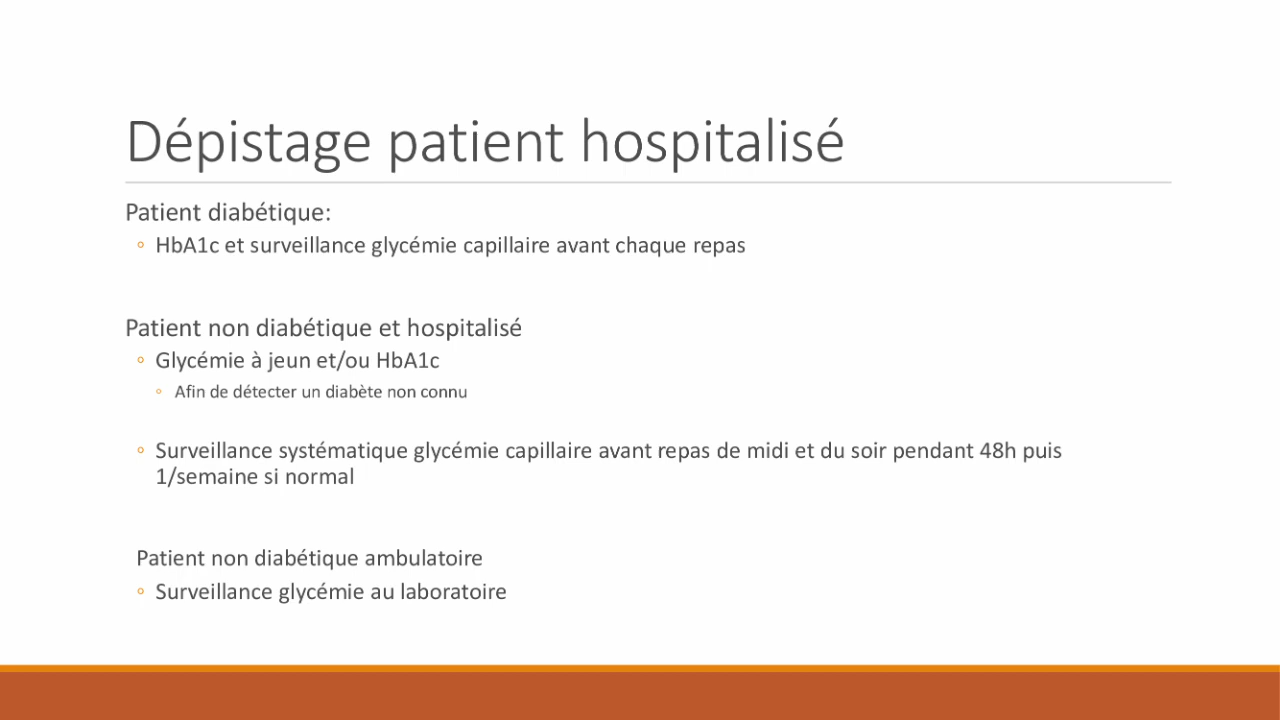 Dépistage patient hospitalisé
Patient diabétique:
◦ HbA1c et surveillance glycémie capillaire avant chaque repas
Patient non diabétique et hospitalisé
◦ Glycémie à jeun et/ou HbA1c
◦ Afin de détecter un diabète non connu
◦ Surveillance systématique glycémie capillaire avant repas de midi et du soir pendant 48h puis
1/semaine si normal
Patient non diabétique ambulatoire
◦ Surveillance glycémie au laboratoire